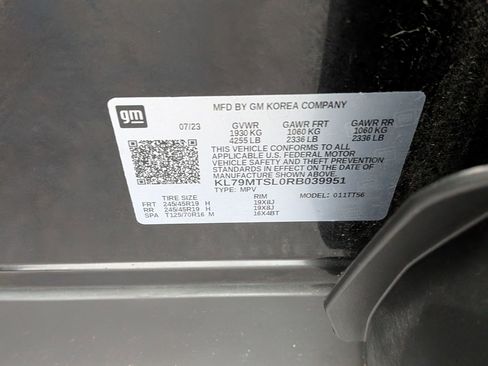 gm
MFD BY GM KOREA COMPANY
07/23 GVWR GAWR FRT GAWR RR
1930 KG 1060 KG 1060 KG
4255 LB 2336 LB 2336 LB
THIS VEHICLE CONFORMS TO ALL
APPLICABLE U.S. FEDERAL MOTOR
VEHICLE SAFETY AND THEFT PREVENTION
STANDARDS IN EFFECT ON THE DATE OF
MANUFACTURE SHOWN ABOVE.
KL79MTSL0RB039951
TYPE: MPV MODEL: 011TT56
TIRE SIZE RIM
FRT 245/45R19 H 19X8J
RR 245/45R19 H 19X8J
SPA T125/70R16 M 16X4BT